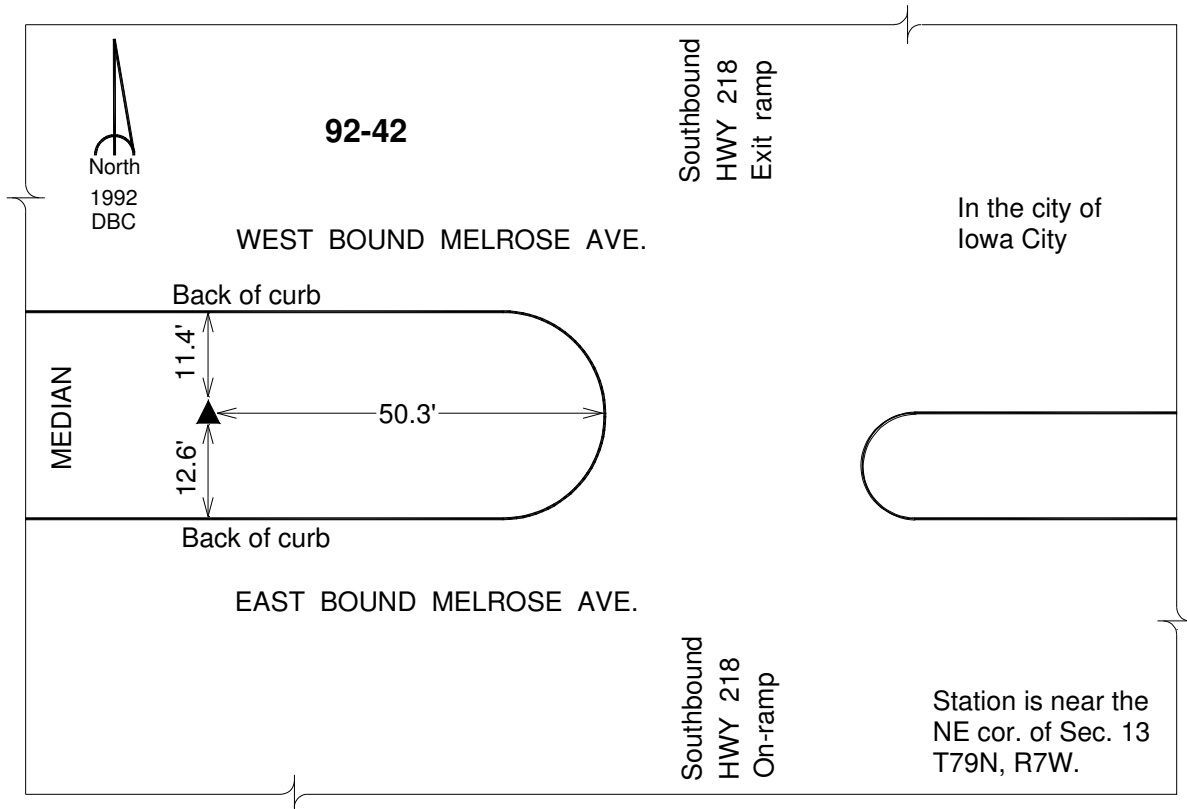 Southbound
HWY 218
Exit ramp
92-42
North
1992
DBC
In the city of
Iowa City
WEST BOUND MELROSE AVE.
Back of curb
11.4'
MEDIAN
50.3'
12.6'
Back of curb
EAST BOUND MELROSE AVE.
Southbound
HWY 218
On-ramp
Station is near the
NE cor. of Sec. 13
T79N, R7W.